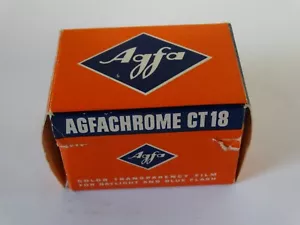 Agfa
AGFACHROME CT18
Agfa
COLOR TRANSPARENCY FILM
FOR DAYLIGHT AND BLUE FLASH